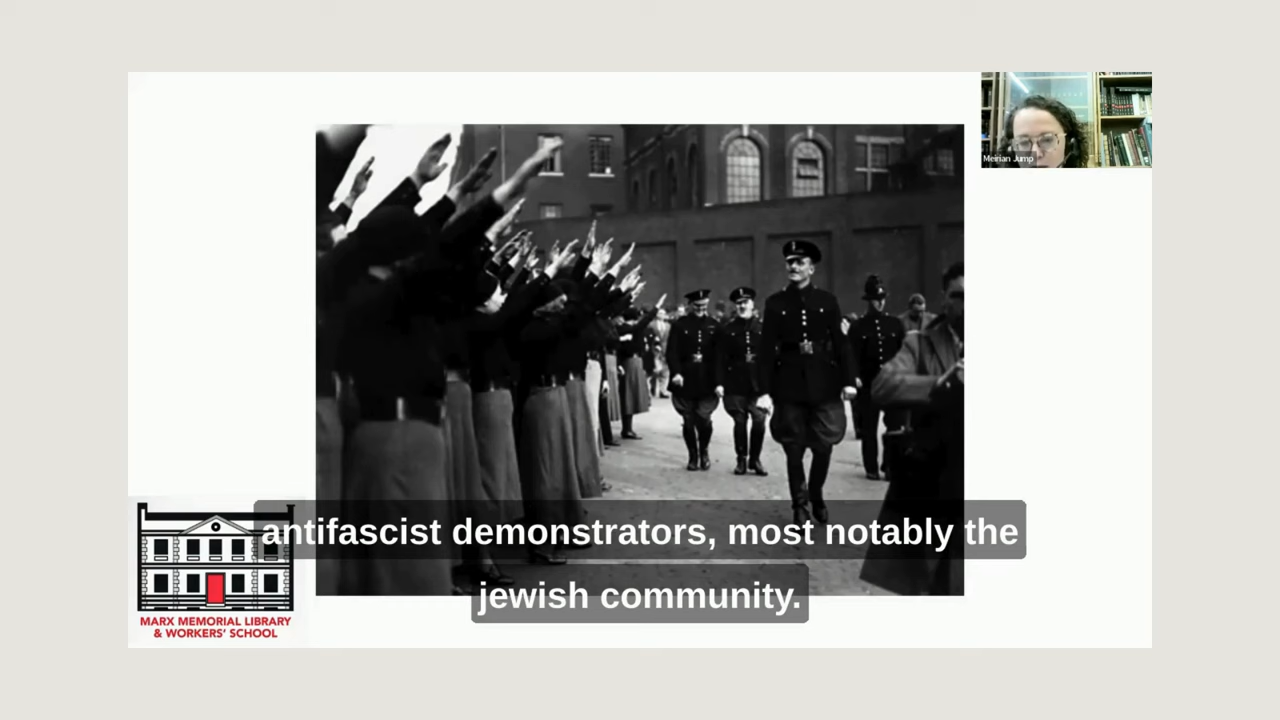 Meirian Jump
antifascist demonstrators, most notably the
jewish community.
MARX MEMORIAL LIBRARY
& WORKERS' SCHOOL